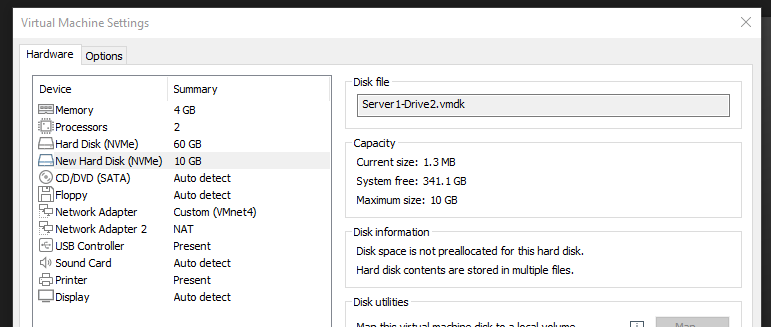 Virtual Machine Settings
Hardware Options
Device Summary
Memory 4 GB
Processors 2
Hard Disk (NVMe) 60 GB
New Hard Disk (NVMe) 10 GB
CD/DVD (SATA) Auto detect
Floppy Auto detect
Network Adapter Custom (VMnet4)
Network Adapter 2 NAT
USB Controller Present
Sound Card Auto detect
Printer Present
Display Auto detect
Disk file
Server1-Drive2.vmdk
Capacity
Current size: 1.3 MB
System free: 341.1 GB
Maximum size: 10 GB
Disk information
Disk space is not preallocated for this hard disk.
Hard disk contents are stored in multiple files.
Disk utilities
Map this virtual machine disk to a local volume.
Map...